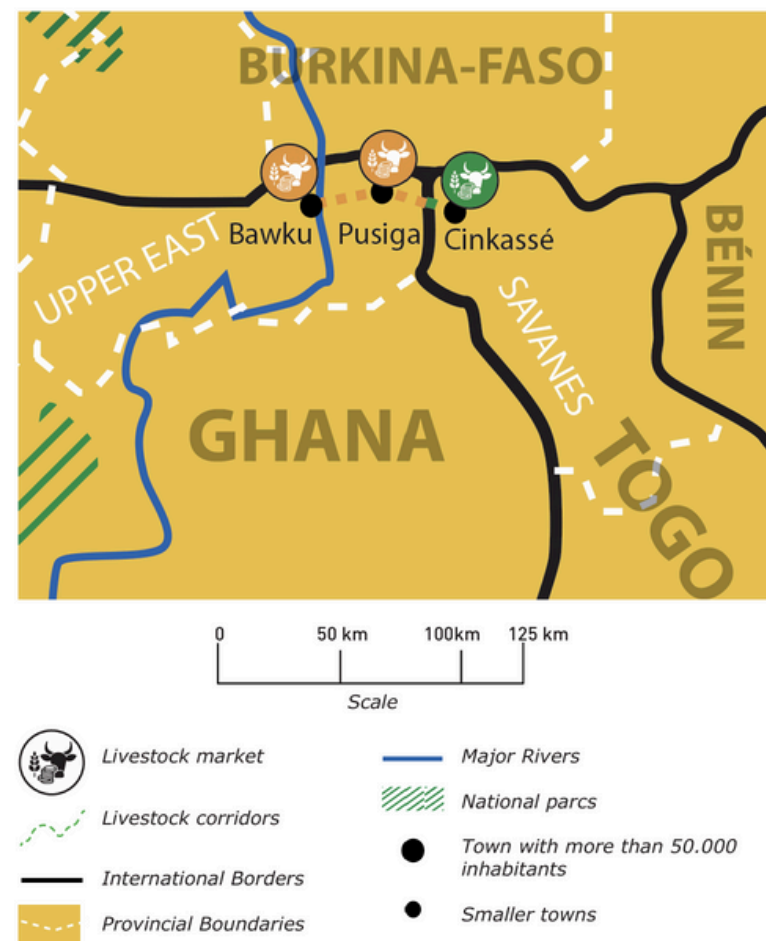 BURKINA-FASO
Bawku
Pusiga
Cinkassé
UPPER EAST
SAVANES
BÉNIN
GHANA
TOGO
0
50 km
100km
125 km
Scale
Livestock market
Livestock corridors
International Borders
Provincial Boundaries
Major Rivers
National parcs
Town with more than 50.000
inhabitants
Smaller towns